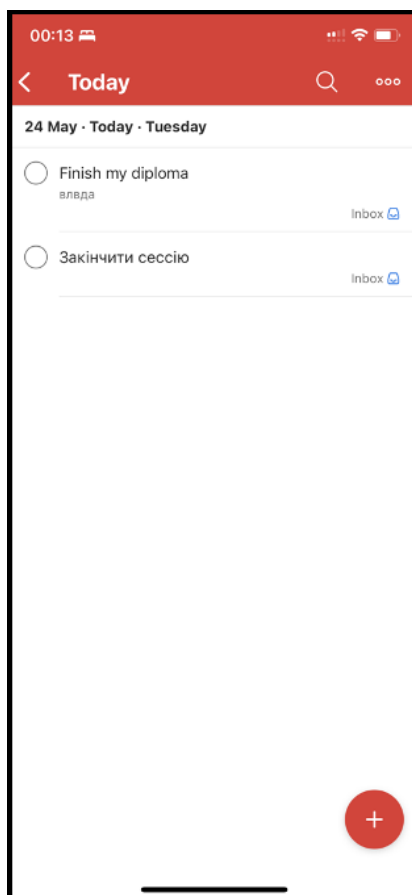 00:13
Today
24 May · Today · Tuesday
Finish my diploma
влвда
Inbox
Закінчити сессію
Inbox